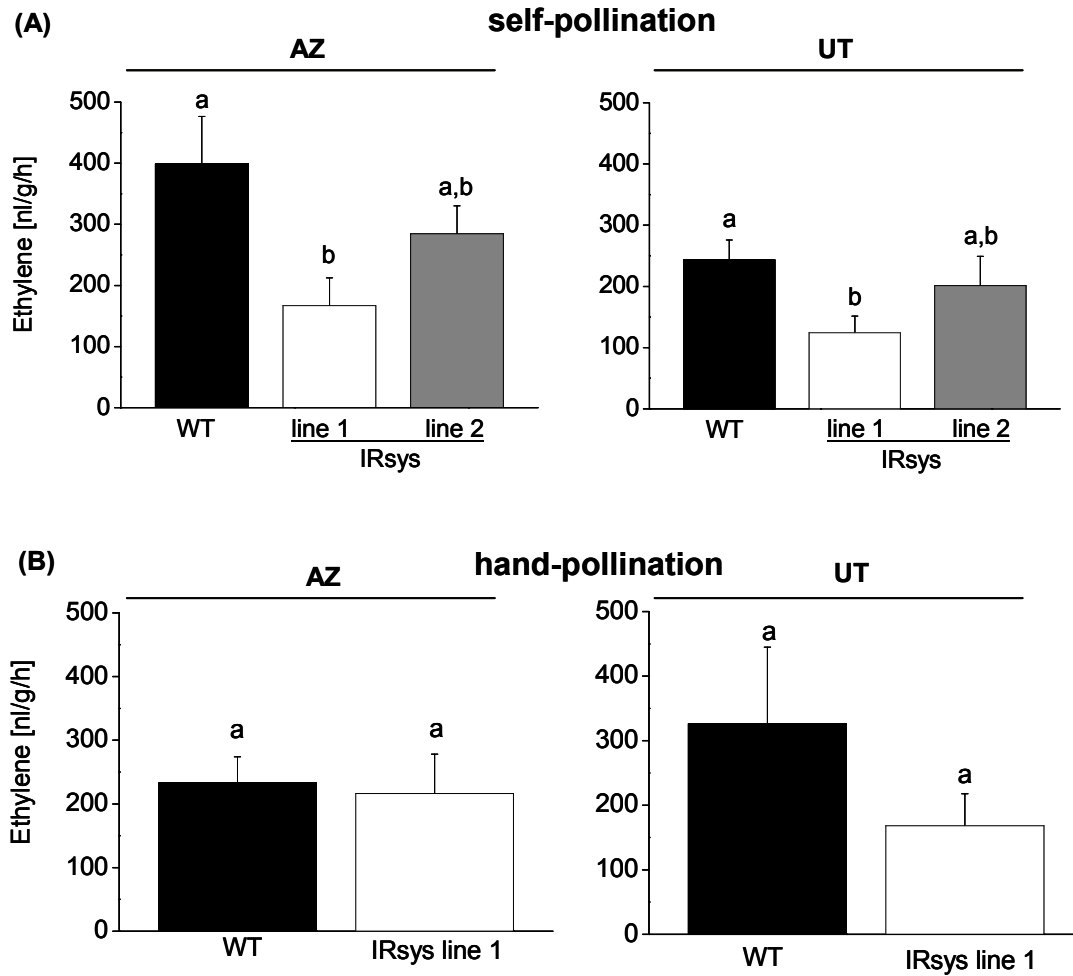 (A) self-pollination
AZ UT
500 500
400 400
300 300
200 200
100 100
0 0
Ethylene [nl/g/h]
a b a,b a b a,b
WT line 1 line 2 WT line 1 line 2
IRsys IRsys
(B) hand-pollination
AZ UT
500 500
400 400
300 300
200 200
100 100
0 0
Ethylene [nl/g/h]
a a a a
WT IRsys line 1 WT IRsys line 1